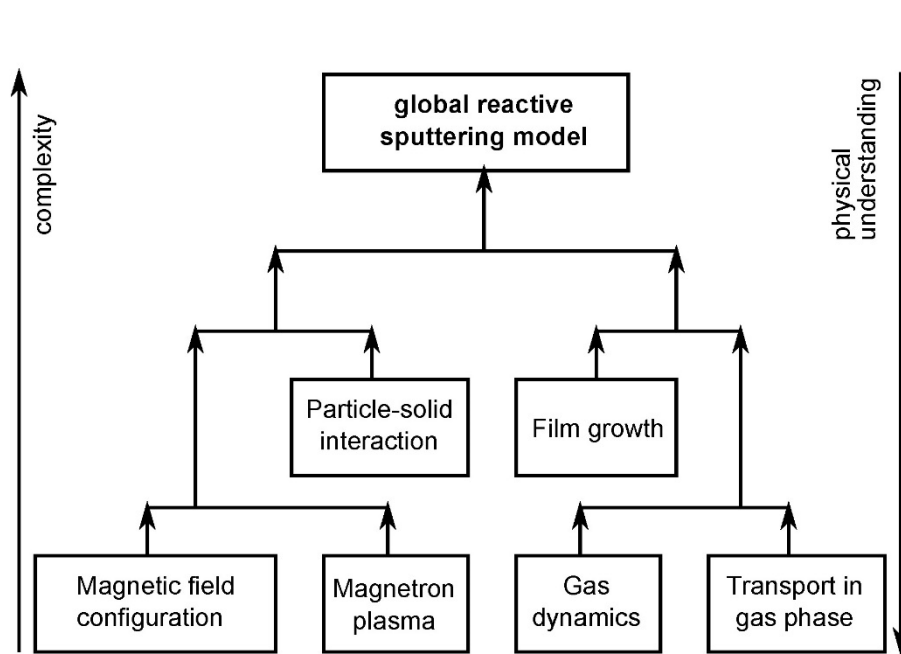 global reactive
sputtering model
complexity
physical
understanding
Particle-solid
interaction
Film growth
Magnetic field
configuration
Magnetron
plasma
Gas
dynamics
Transport in
gas phase